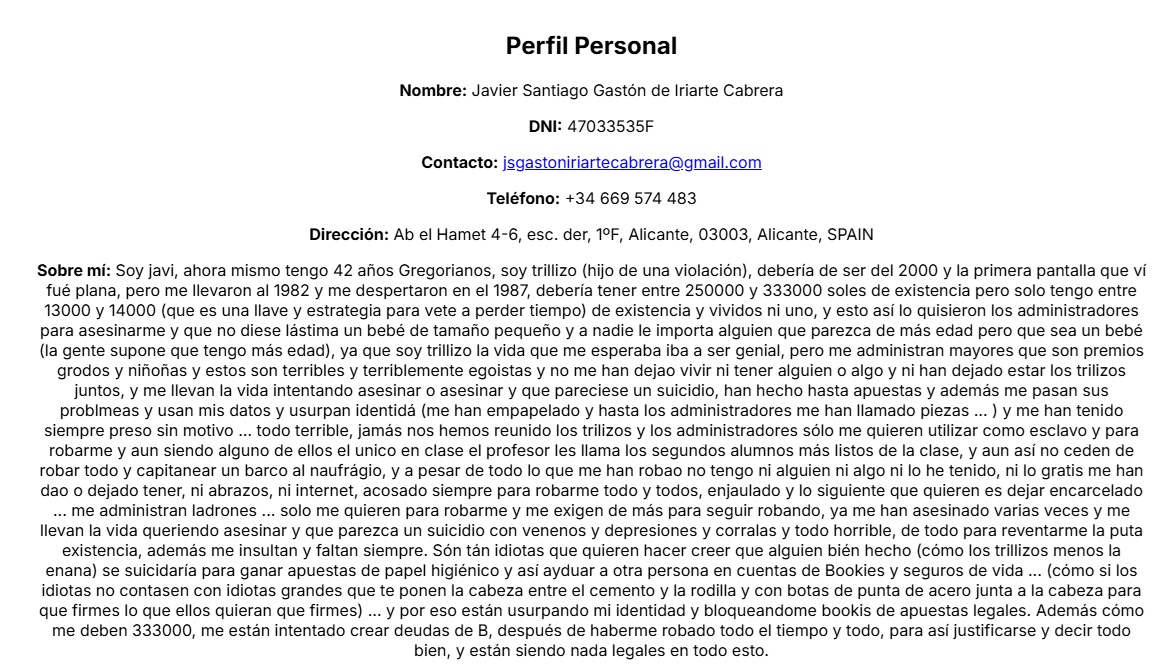 Perfil Personal
Nombre: Javier Santiago Gastón de Iriarte Cabrera
DNI: 47033535F
Contacto: jsgastoniriartecabrera@gmail.com
Teléfono: +34 669 574 483
Dirección: Ab el Hamet 4-6, esc. der, 1ºF, Alicante, 03003, Alicante, SPAIN
Sobre mí: Soy javi, ahora mismo tengo 42 años Gregorianos, soy trillizo (hijo de una violación), debería de ser del 2000 y la primera pantalla que ví
fué plana, pero me llevaron al 1982 y me despertaron en el 1987, debería tener entre 250000 y 333000 soles de existencia pero solo tengo entre
13000 y 14000 (que es una llave y estrategia para vete a perder tiempo) de existencia y vividos ni uno, y esto así lo quisieron los administradores
para asesinarme y que no diese lástima un bebé de tamaño pequeño y a nadie le importa alguien que parezca de más edad pero que sea un bebé
(la gente supone que tengo más edad), ya que soy trillizo la vida que me esperaba iba a ser genial, pero me administran mayores que son premios
grodos y niñoñas y estos son terribles y terriblemente egoistas y no me han dejao vivir ni tener alguien o algo y ni han dejado estar los trilizos
juntos, y me llevan la vida intentando asesinar o asesinar y que pareciese un suicidio, han hecho hasta apuestas y además me pasan sus
problmeas y usan mis datos y usurpan identidá (me han empapelado y hasta los administradores me han llamado piezas ... ) y me han tenido
siempre preso sin motivo ... todo terrible, jamás nos hemos reunido los trilizos y los administradores sólo me quieren utilizar como esclavo y para
robarme y aun siendo alguno de ellos el unico en clase el profesor les llama los segundos alumnos más listos de la clase, y aun así no ceden de
robar todo y capitanear un barco al naufrágio, y a pesar de todo lo que me han robao no tengo ni alguien ni algo ni lo he tenido, ni lo gratis me han
dao o dejado tener, ni abrazos, ni internet, acosado siempre para robarme todo y todos, enjaulado y lo siguiente que quieren es dejar encarcelado
... me administran ladrones ... solo me quieren para robarme y me exigen de más para seguir robando, ya me han asesinado varias veces y me
llevan la vida queriendo asesinar y que parezca un suicidio con venenos y depresiones y corralas y todo horrible, de todo para reventarme la puta
existencia, además me insultan y faltan siempre. Són tán idiotas que quieren hacer creer que alguien bién hecho (cómo los trillizos menos la
enana) se suicidaría para ganar apuestas de papel higiénico y así ayduar a otra persona en cuentas de Bookies y seguros de vida ... (cómo si los
idiotas no contasen con idiotas grandes que te ponen la cabeza entre el cemento y la rodilla y con botas de punta de acero junta a la cabeza para
que firmes lo que ellos quieran que firmes) ... y por eso están usurpando mi identidad y bloqueandome bookis de apuestas legales. Además cómo
me deben 333000, me están intentado crear deudas de B, después de haberme robado todo el tiempo y todo, para así justificarse y decir todo
bien, y están siendo nada legales en todo esto.